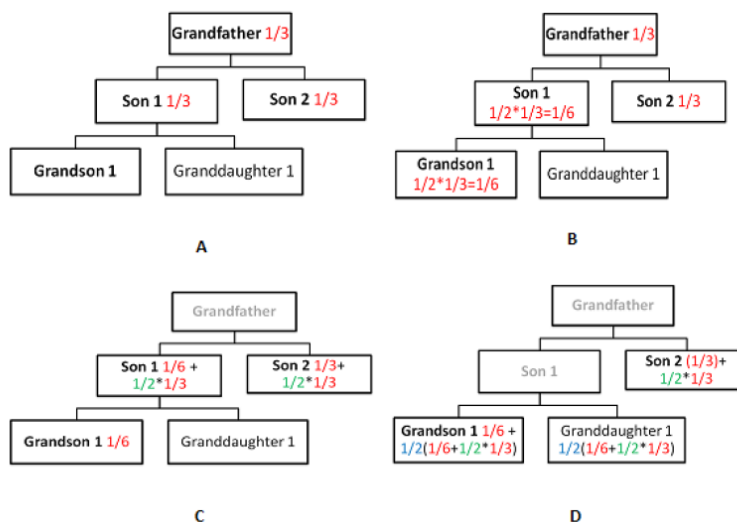 Grandfather 1/3
Son 1 1/3
Son 2 1/3
Grandson 1
Granddaughter 1
A
Grandfather 1/3
Son 1
1/2*1/3=1/6
Son 2 1/3
Grandson 1
1/2*1/3=1/6
Granddaughter 1
B
Grandfather
Son 1 1/6 +
1/2*1/3
Son 2 1/3+
1/2*1/3
Grandson 1 1/6
Granddaughter 1
C
Grandfather
Son 1
Son 2 (1/3)+
1/2*1/3
Grandson 1 1/6 +
1/2(1/6+1/2*1/3)
Granddaughter 1
1/2(1/6+1/2*1/3)
D